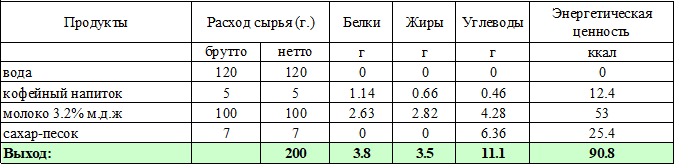 Продукты Расход сырья (г.) Белки Жиры Углеводы Энергетическая ценность
брутто нетто г г г ккал
вода 120 120 0 0 0 0
кофейный напиток 5 5 1.14 0.66 0.46 12.4
молоко 3.2% м.д.ж 100 100 2.63 2.82 4.28 53
сахар-песок 7 7 0 0 6.36 25.4
Выход: 200 3.8 3.5 11.1 90.8